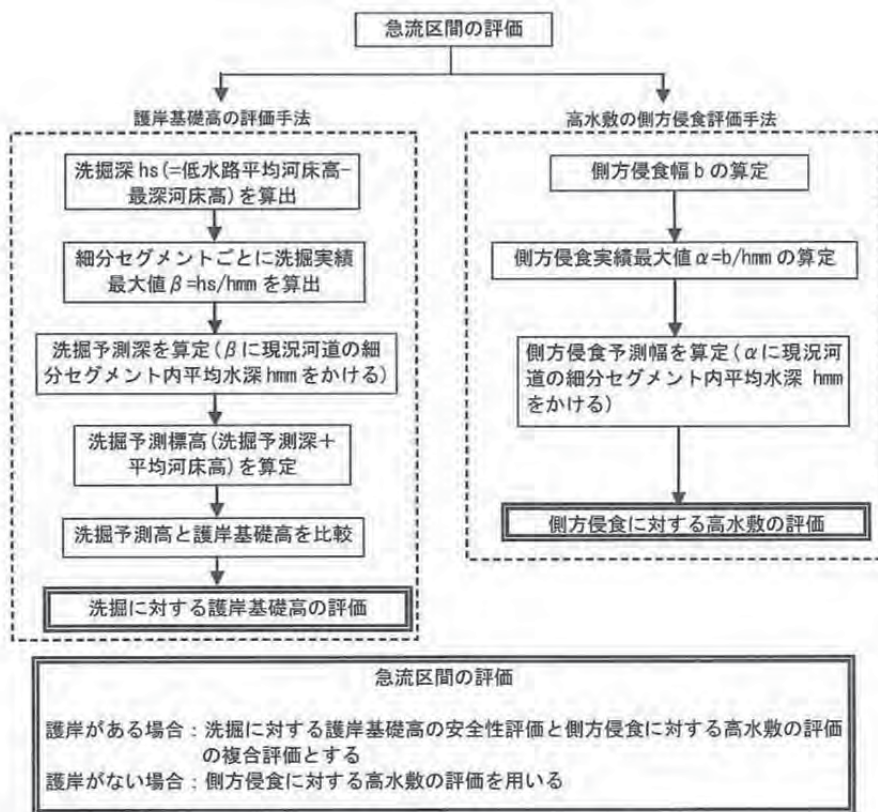 急流区間の評価
護岸基礎高の評価手法
洗掘深hs(=低水路平均河床高-
最深河床高)を算出
細分セグメントごとに洗掘実績
最大値β=hs/hmmを算出
洗掘予測深を算定(βに現況河道の細
分セグメント内平均水深hmmをかける)
洗掘予測標高(洗掘予測深+
平均河床高)を算定
洗掘予測高と護岸基礎高を比較
洗掘に対する護岸基礎高の評価
高水敷の側方侵食評価手法
側方侵食幅bの算定
側方侵食実績最大値α=b/hmmの算定
側方侵食予測幅を算定(αに現況河
道の細分セグメント内平均水深 hmm
をかける)
側方侵食に対する高水敷の評価
急流区間の評価
護岸がある場合:洗掘に対する護岸基礎高の安全性評価と側方侵食に対する高水敷の評価
の複合評価とする
護岸がない場合:側方侵食に対する高水敷の評価を用いる